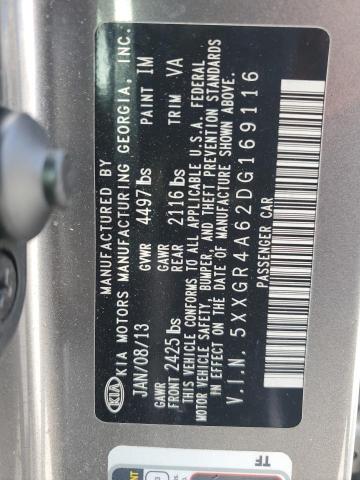 MANUFACTURED BY
KIA MOTORS MANUFACTURING GEORGIA, INC.
JAN/08/13 GVWR 4497 lbs PAINT IM
GAWR FRONT 2425 lbs GAWR REAR 2116 lbs TRIM VA
THIS VEHICLE CONFORMS TO ALL APPLICABLE U.S.A. FEDERAL
MOTOR VEHICLE SAFETY, BUMPER, AND THEFT PREVENTION STANDARDS
IN EFFECT ON THE DATE OF MANUFACTURE SHOWN ABOVE.
V.I.N. 5XXGR4A62DG169116
PASSENGER CAR
KIA